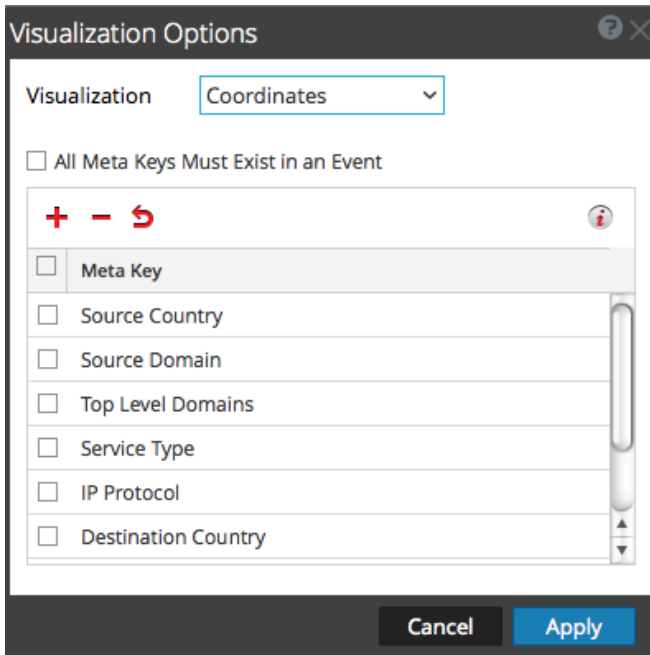 Visualization Options
Visualization Coordinates
All Meta Keys Must Exist in an Event
Meta Key
Source Country
Source Domain
Top Level Domains
Service Type
IP Protocol
Destination Country
Cancel Apply